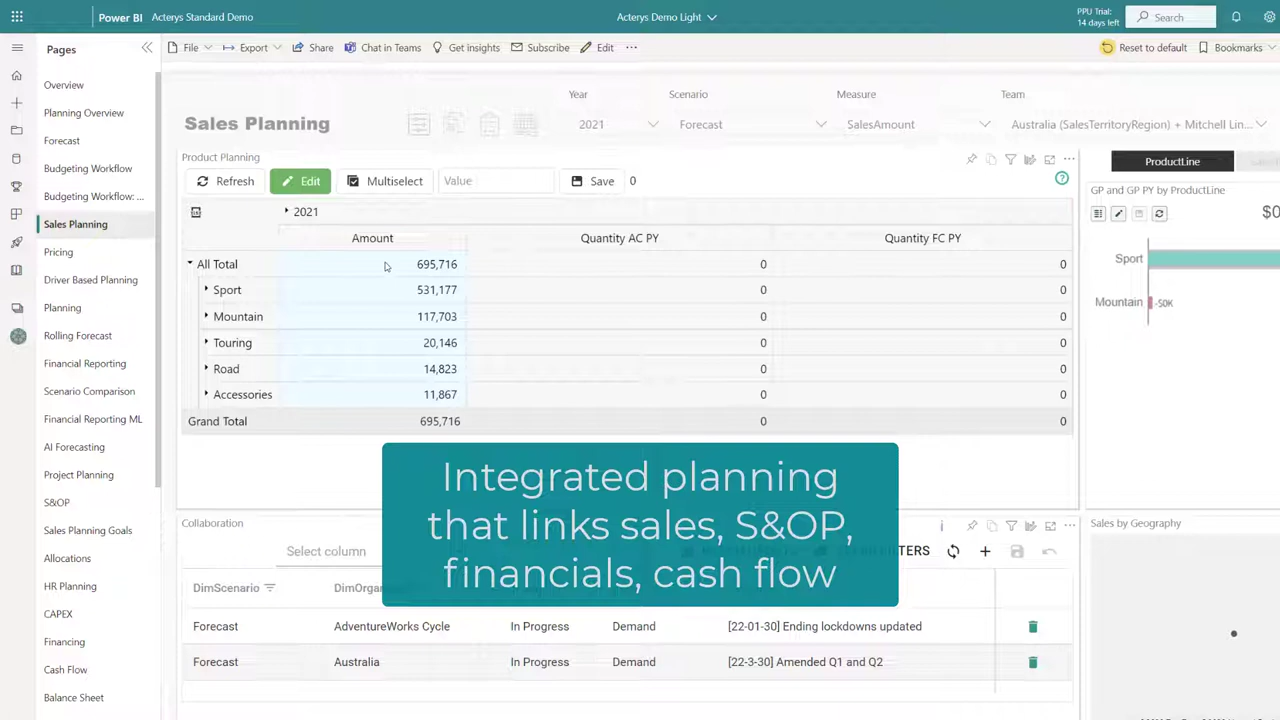 Power BI Acterys Standard Demo
Acterys Demo Light
PPU Trial:
14 days left
Search
Pages
File Export Share Chat in Teams Get insights Subscribe Edit
Reset to default Bookmarks
Overview
Planning Overview
Forecast
Budgeting Workflow
Budgeting Workflow: ...
Sales Planning
Pricing
Driver Based Planning
Planning
Rolling Forecast
Financial Reporting
Scenario Comparison
Financial Reporting ML
AI Forecasting
Project Planning
S&OP
Sales Planning Goals
Allocations
HR Planning
CAPEX
Financing
Cash Flow
Balance Sheet
Sales Planning
Year Scenario Measure Team
2021 Forecast SalesAmount Australia (SalesTerritoryRegion) + Mitchell Lin...
Product Planning
Refresh Edit Multiselect Value Save 0
2021
Amount Quantity AC PY Quantity FC PY
All Total 695,716 0 0
Sport 531,177 0 0
Mountain 117,703 0 0
Touring 20,146 0 0
Road 14,823 0 0
Accessories 11,867 0 0
Grand Total 695,716 0 0
ProductLine
GP and GP PY by ProductLine
$0
Sport
Mountain -$0K
Integrated planning
that links sales, S&OP,
financials, cash flow
Collaboration
Select column
DimScenario
Forecast AdventureWorks Cycle In Progress Demand [22-01-30] Ending lockdowns updated
Forecast Australia In Progress Demand [22-3-30] Amended Q1 and Q2
Sales by Geography